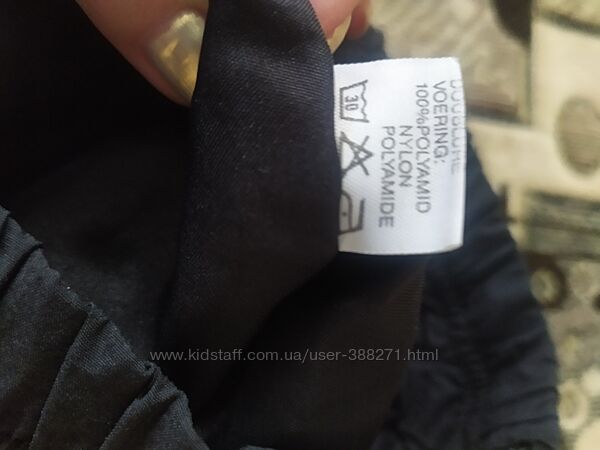 DOUBLURE
VOERING:
100%POLYAMID
NYLON
POLYAMIDE
30
www.kidstaff.com.ua/user-388271.html